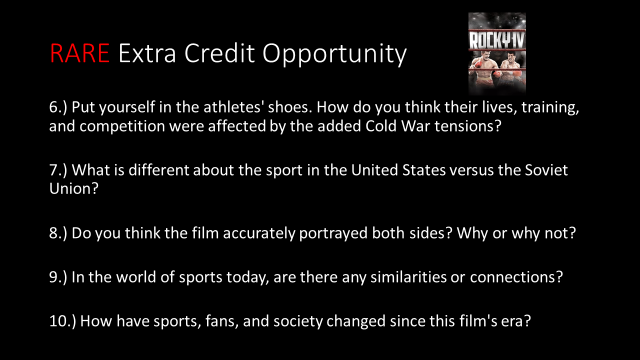 RARE Extra Credit Opportunity
ROCKY IV
6.) Put yourself in the athletes' shoes. How do you think their lives, training,
and competition were affected by the added Cold War tensions?
7.) What is different about the sport in the United States versus the Soviet
Union?
8.) Do you think the film accurately portrayed both sides? Why or why not?
9.) In the world of sports today, are there any similarities or connections?
10.) How have sports, fans, and society changed since this film's era?